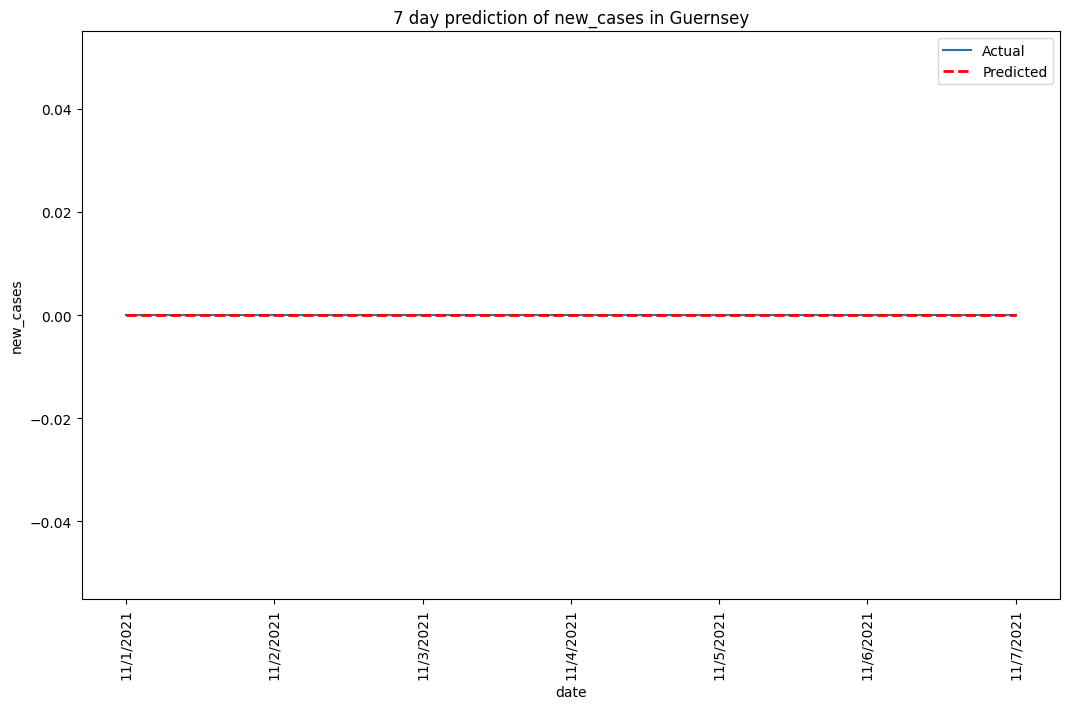 7 day prediction of new_cases in Guernsey
Actual
Predicted
0.04
0.02
0.00
−0.02
−0.04
new_cases
11/1/2021
11/2/2021
11/3/2021
11/4/2021
11/5/2021
11/6/2021
11/7/2021
date